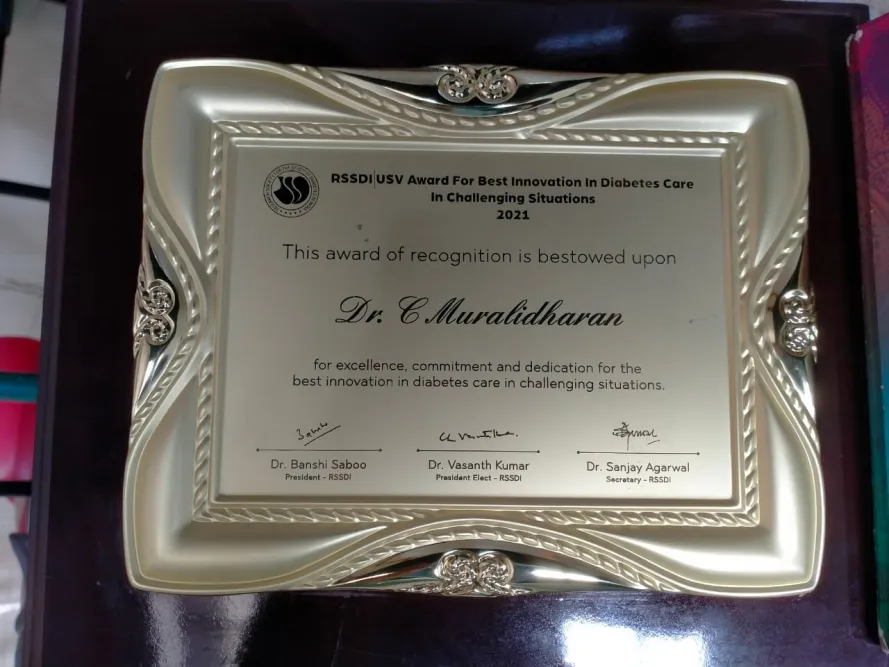 RSSDI|USV Award For Best Innovation In Diabetes Care
In Challenging Situations
2021
This award of recognition is bestowed upon
Dr. C Muralidharan
for excellence, commitment and dedication for the
best innovation in diabetes care in challenging situations.
Dr. Banshi Saboo
President - RSSDI
Dr. Vasanth Kumar
President Elect - RSSDI
Dr. Sanjay Agarwal
Secretary - RSSDI